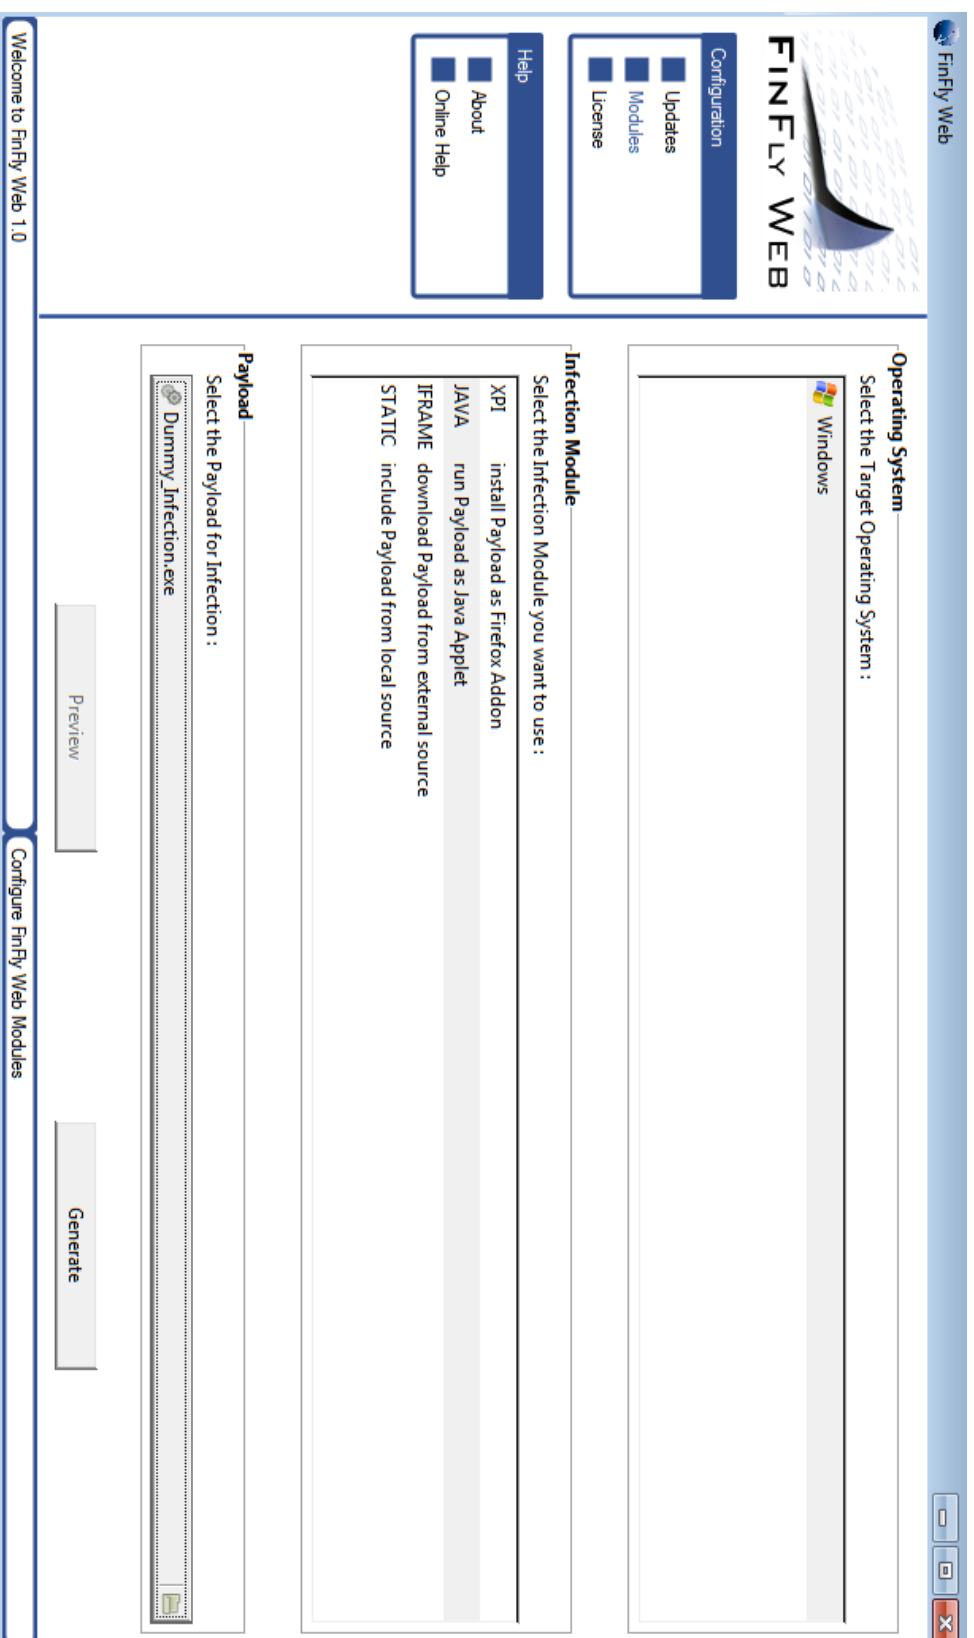 FinFly Web
FINFLY WEB
Configuration
Updates
Modules
License
Help
About
Online Help
Operating System
Select the Target Operating System :
Windows
Infection Module
Select the Infection Module you want to use :
XPI install Payload as Firefox Addon
JAVA run Payload as Java Applet
IFRAME download Payload from external source
STATIC include Payload from local source
Payload
Select the Payload for Infection :
Dummy_Infection.exe
Preview
Generate
Welcome to FinFly Web 1.0
Configure FinFly Web Modules